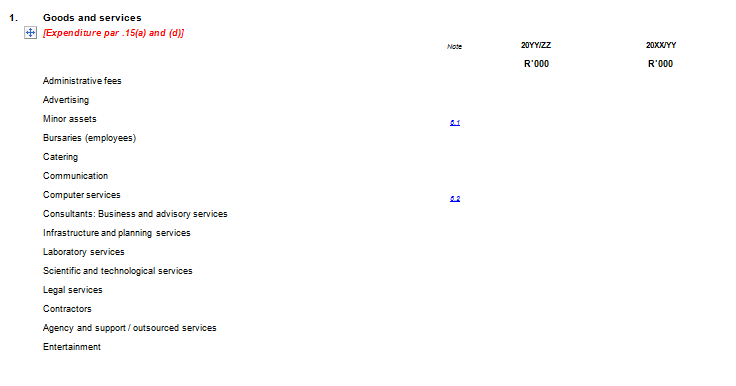 1. Goods and services
[Expenditure par .15(a) and (d)]
Note 20YY/ZZ 20XX/YY
R'000 R'000
Administrative fees
Advertising
Minor assets 5.1
Bursaries (employees)
Catering
Communication
Computer services 5.2
Consultants: Business and advisory services
Infrastructure and planning services
Laboratory services
Scientific and technological services
Legal services
Contractors
Agency and support / outsourced services
Entertainment